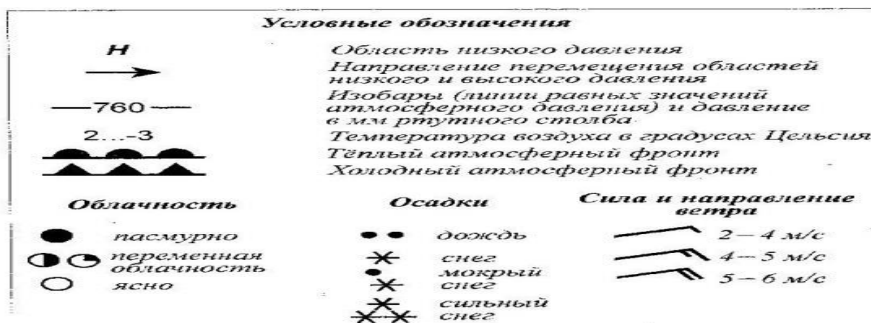 Условные обозначения
Н
Область низкого давления
Направление перемещения областей
низкого и высокого давления
760
Изобары (линии равных значений
атмосферного давления) и давление
в мм ртутного столба
2...-3
Температура воздуха в градусах Цельсия
Тёплый атмосферный фронт
Холодный атмосферный фронт
Облачность
пасмурно
переменная
облачность
ясно
Осадки
дождь
снег
мокрый
снег
сильный
снег
Сила и направление
ветра
2–4 м/с
4–5 м/с
5–6 м/с